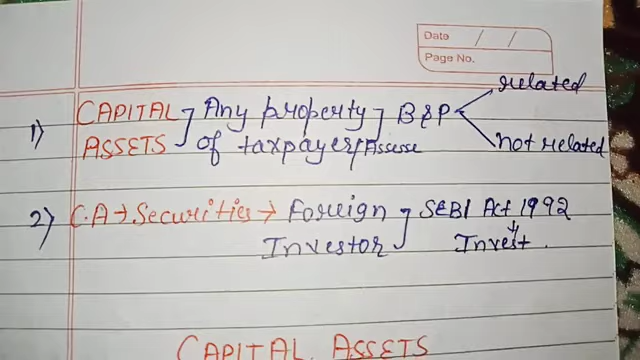 Date / /
Page No.
related
1) CAPITAL Any property B&P
ASSETS of taxpayer/Assesse
not related
2) C.A → Securities → Foreign SEBI Act 1992
Investor Invest.
CAPITAL ASSETS